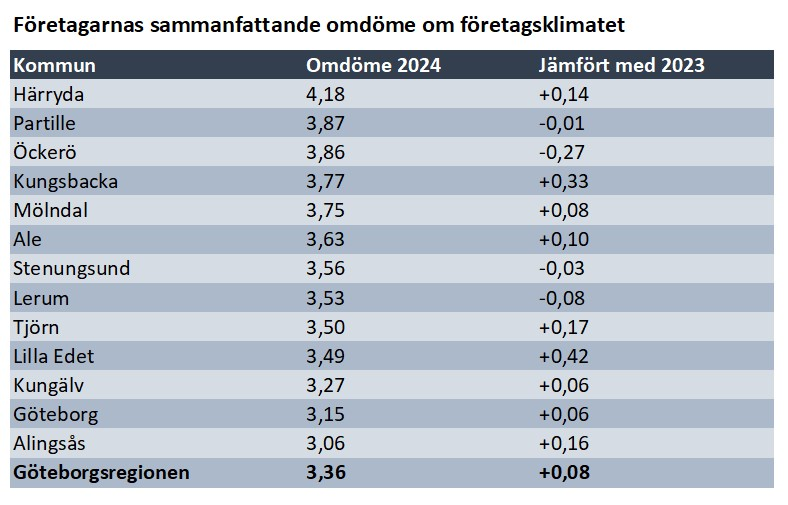 Företagarnas sammanfattande omdöme om företagsklimatet
Kommun Omdöme 2024 Jämfört med 2023
Härryda 4,18 +0,14
Partille 3,87 -0,01
Öckerö 3,86 -0,27
Kungsbacka 3,77 +0,33
Mölndal 3,75 +0,08
Ale 3,63 +0,10
Stenungsund 3,56 -0,03
Lerum 3,53 -0,08
Tjörn 3,50 +0,17
Lilla Edet 3,49 +0,42
Kungälv 3,27 +0,06
Göteborg 3,15 +0,06
Alingsås 3,06 +0,16
Göteborgsregionen 3,36 +0,08